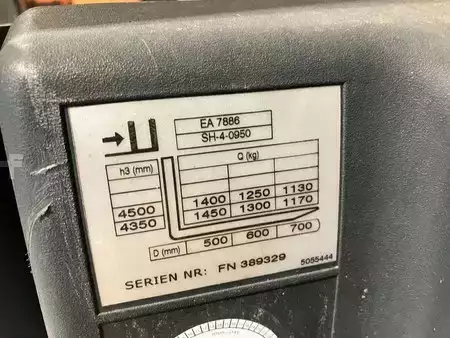 EA 7886
SH-4-0950
h3 (mm)
Q (kg)
4500 1400 1250 1130
4350 1450 1300 1170
D (mm) 500 600 700
SERIEN NR: FN 389329
5055444